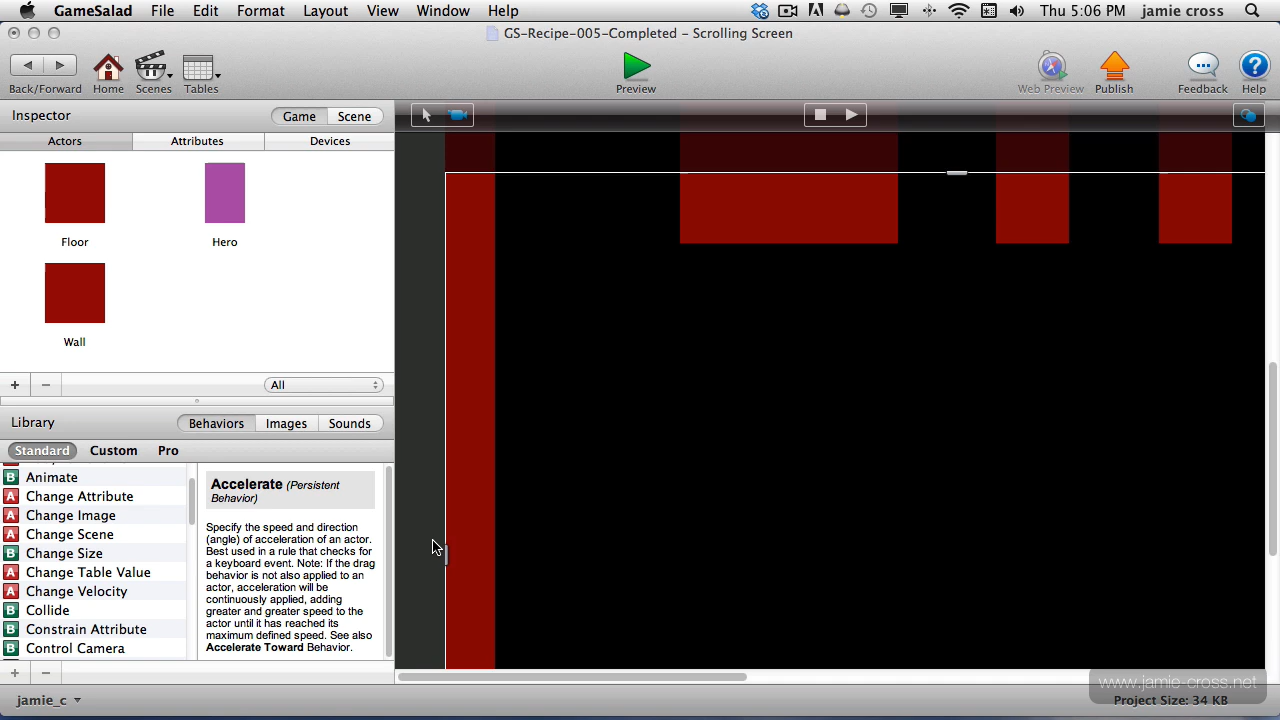 GameSalad File Edit Format Layout View Window Help Thu 5:06 PM jamie cross
GS-Recipe-005-Completed – Scrolling Screen
Back/Forward Home Scenes Tables Preview Web Preview Publish Feedback Help
Inspector Game Scene
Actors Attributes Devices
Floor Hero
Wall
+ − All
Library Behaviors Images Sounds
Standard Custom Pro
Animate
Change Attribute
Change Image
Change Scene
Change Size
Change Table Value
Change Velocity
Collide
Constrain Attribute
Control Camera
Accelerate (Persistent
Behavior)
Specify the speed and direction
(angle) of acceleration of an actor.
Best used in a rule that checks for
a keyboard event. Note: If the drag
behavior is not also applied to an
actor, acceleration will be
continuously applied, adding
greater and greater speed to the
actor until it has reached its
maximum defined speed. See also
Accelerate Toward Behavior.
+ −
jamie_c
www.jamie-cross.net
Project Size: 34 KB